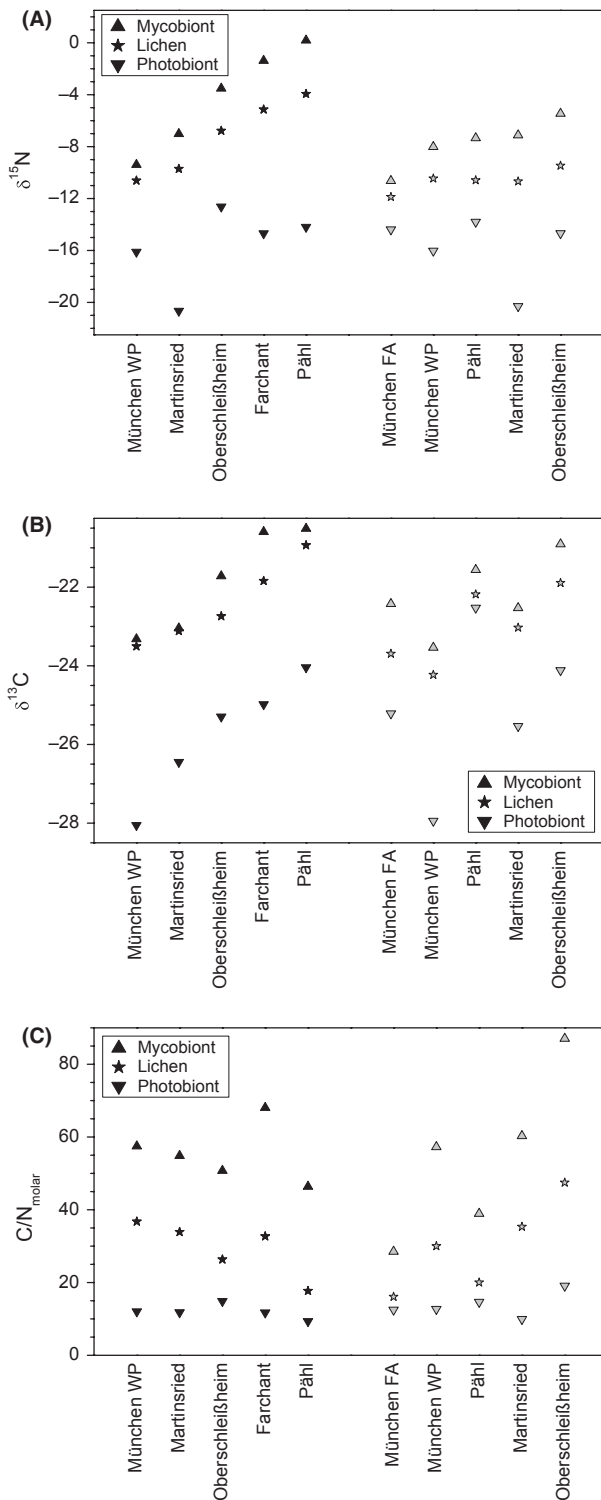 (A)
Mycobiont
Lichen
Photobiont
0
–4
–8
–12
–16
–20
δ15N
München WP
Martinsried
Oberschleißheim
Farchant
Pähl
München FA
München WP
Pähl
Martinsried
Oberschleißheim
(B)
–22
–24
–26
–28
δ13C
Mycobiont
Lichen
Photobiont
München WP
Martinsried
Oberschleißheim
Farchant
Pähl
München FA
München WP
Pähl
Martinsried
Oberschleißheim
(C)
Mycobiont
Lichen
Photobiont
80
60
40
20
0
C/Nmolar
München WP
Martinsried
Oberschleißheim
Farchant
Pähl
München FA
München WP
Pähl
Martinsried
Oberschleißheim